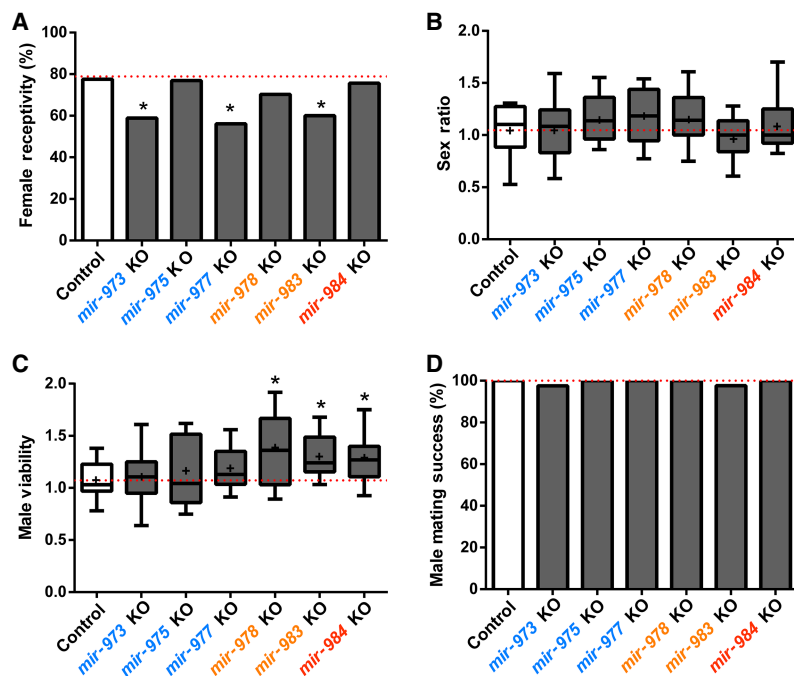 A
Female receptivity (%)
100
80
60
40
20
0
*
*
*
Control
mir-973 KO
mir-975 KO
mir-977 KO
mir-978 KO
mir-983 KO
mir-984 KO
B
Sex ratio
2.0
1.5
1.0
0.5
0.0
Control
mir-973 KO
mir-975 KO
mir-977 KO
mir-978 KO
mir-983 KO
mir-984 KO
C
Male viability
2.0
1.5
1.0
0.5
0.0
*
*
*
Control
mir-973 KO
mir-975 KO
mir-977 KO
mir-978 KO
mir-983 KO
mir-984 KO
D
Male mating success (%)
100
80
60
40
20
0
Control
mir-973 KO
mir-975 KO
mir-977 KO
mir-978 KO
mir-983 KO
mir-984 KO